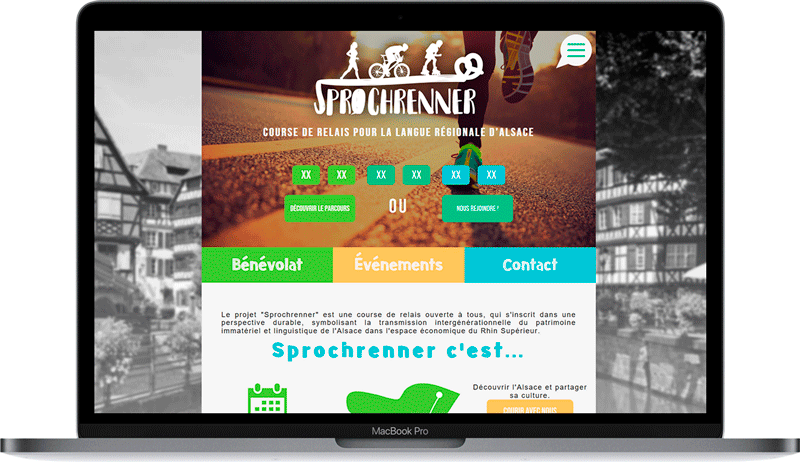 SPROCHRENNER
COURSE DE RELAIS POUR LA LANGUE RÉGIONALE D'ALSACE
XX XX XX XX XX XX
DÉCOUVRIR LE PARCOURS OU NOUS REJOINDRE !
Bénévolat Événements Contact
Le projet "Sprochrenner" est une course de relais ouverte à tous, qui s'inscrit dans une
perspective durable, symbolisant la transmission intergénérationnelle du patrimoine
immatériel et linguistique de l'Alsace dans l'espace économique du Rhin Supérieur.
Sprochrenner c'est...
Découvrir l'Alsace et partager
sa culture.
COURIR AVEC NOUS
MacBook Pro